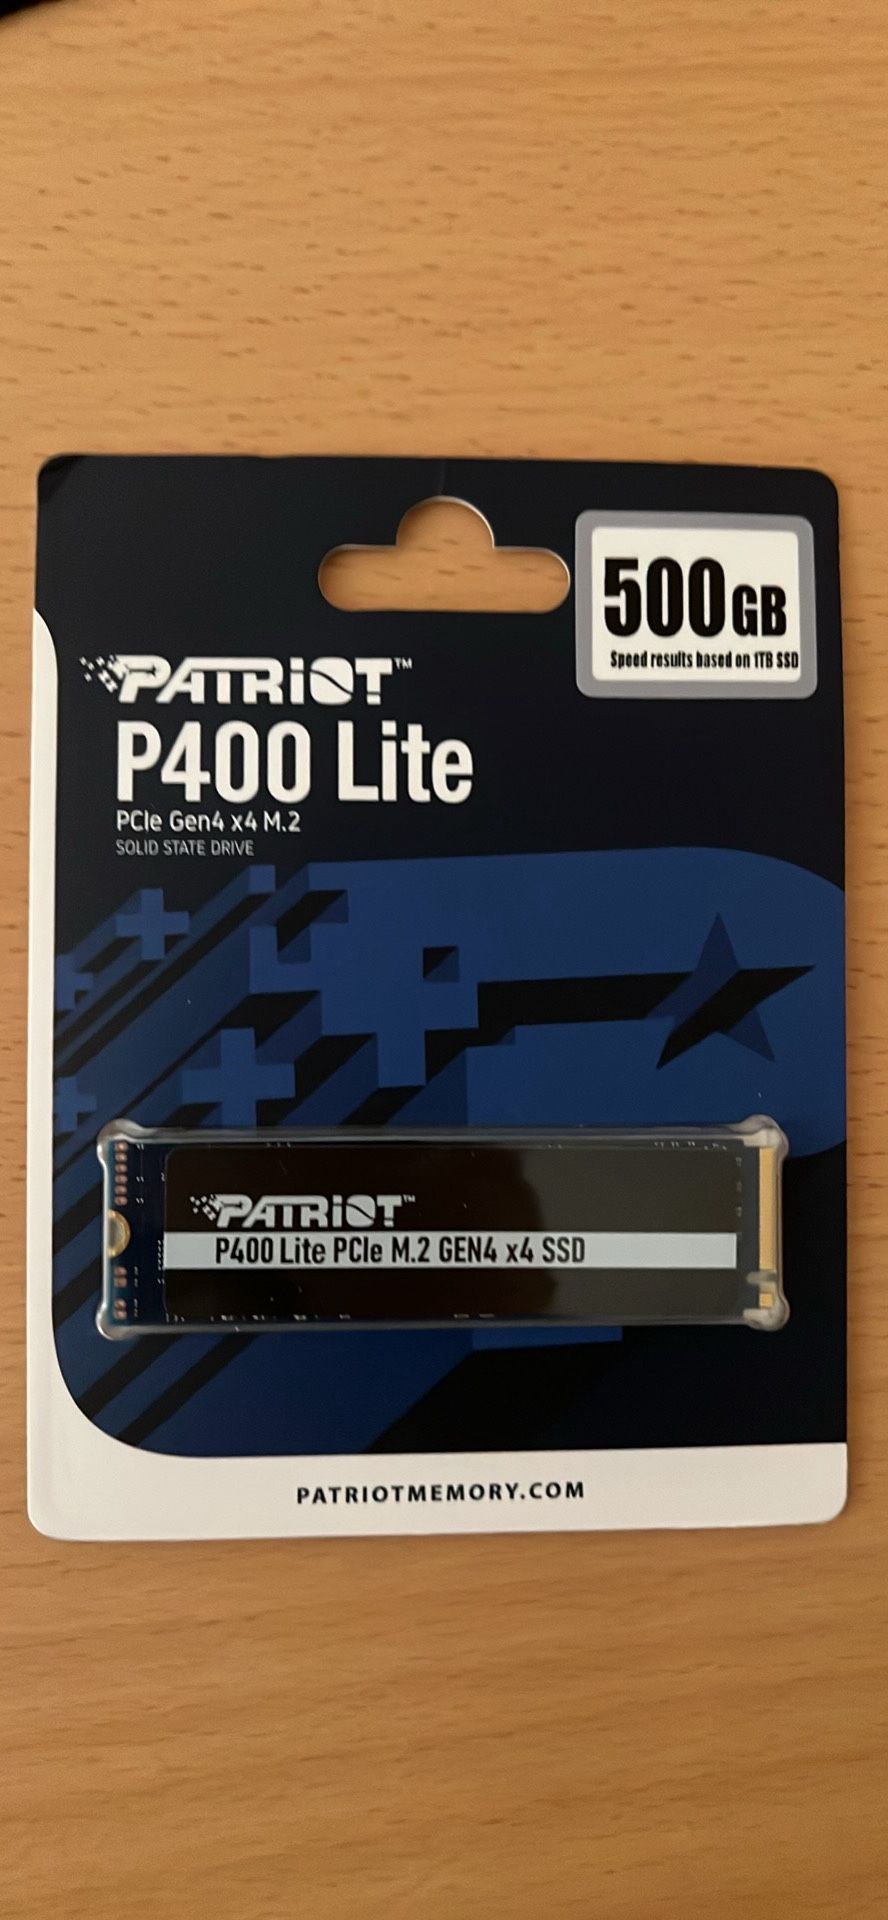 500GB
Speed results based on 1TB SSD
PATRiOT™
P400 Lite
PCIe Gen4 x4 M.2
SOLID STATE DRIVE
PATRiOT™
P400 Lite PCIe M.2 GEN4 x4 SSD
PATRIOTMEMORY.COM